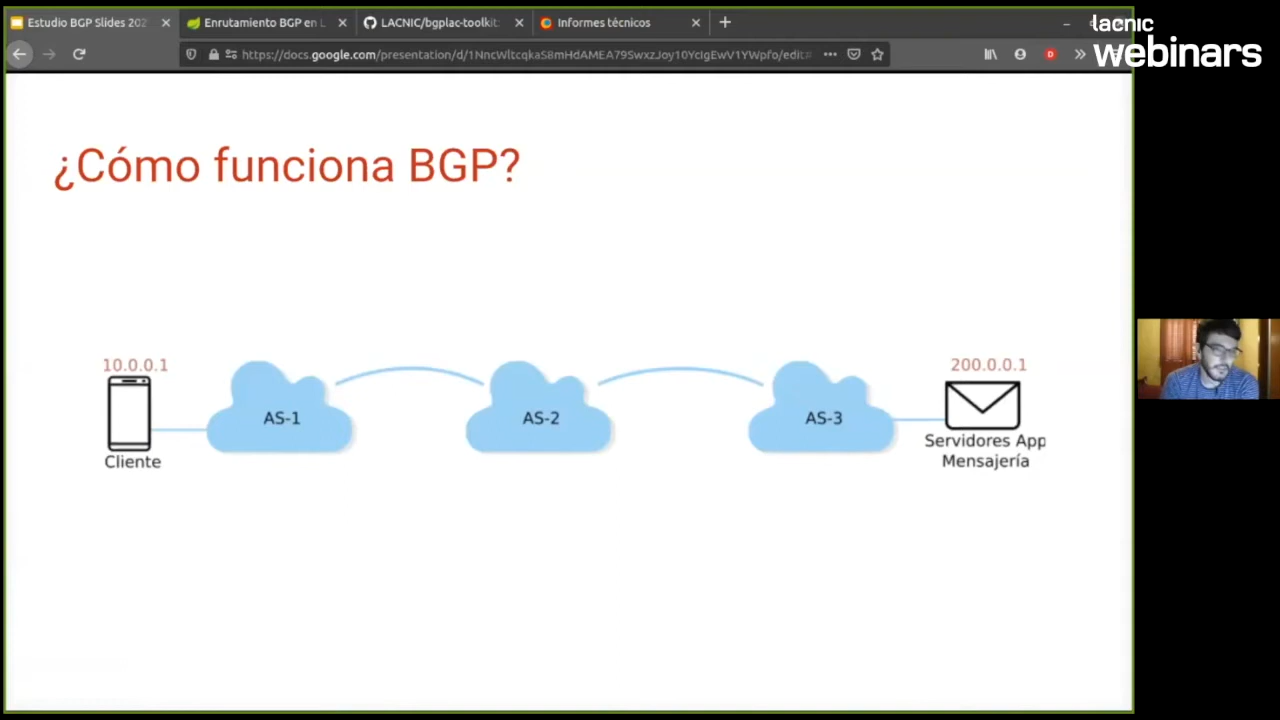 Estudio BGP Slides 202
Enrutamiento BGP en L
LACNIC/bgplac-toolkit:
Informes técnicos
lacnic
webinars
¿Cómo funciona BGP?
10.0.0.1
200.0.0.1
AS-1
AS-2
AS-3
Cliente
Servidores App
Mensajería